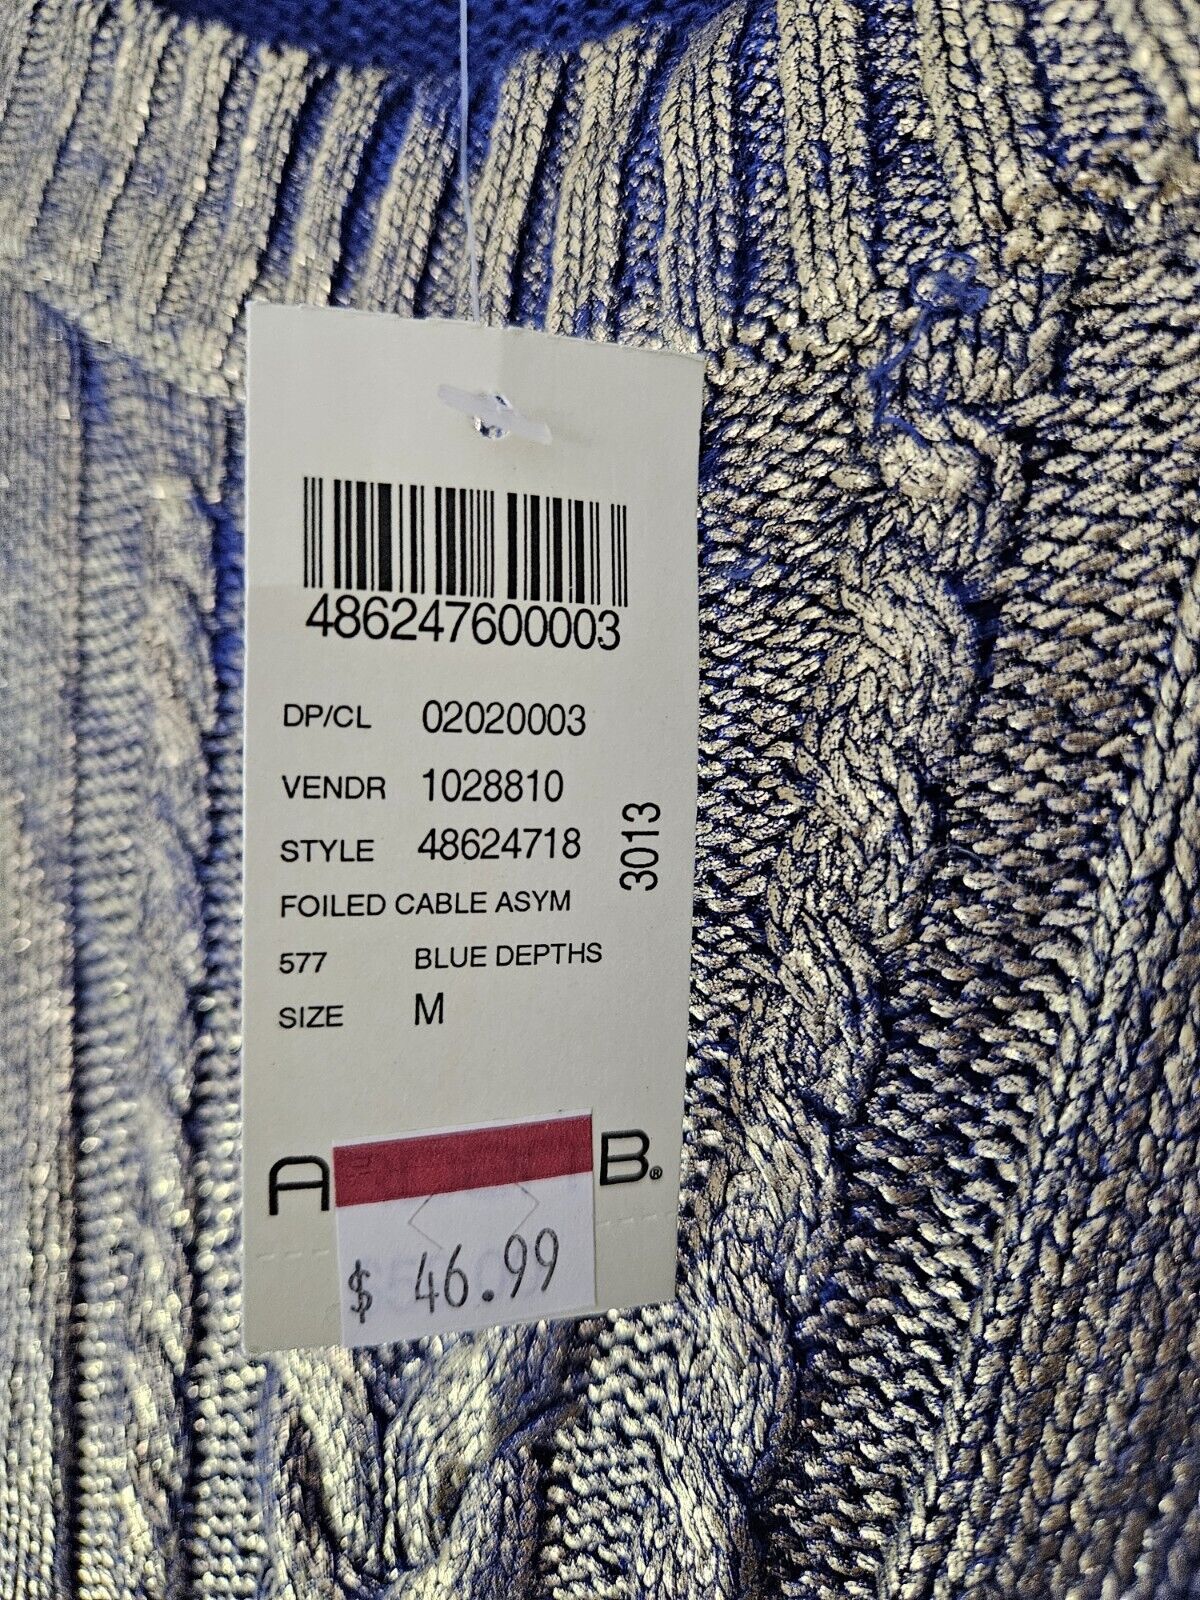 486247600003
DP/CL 02020003
VENDR 1028810
STYLE 48624718
FOILED CABLE ASYM
577 BLUE DEPTHS
SIZE M
3013
A B®
$ 46.99